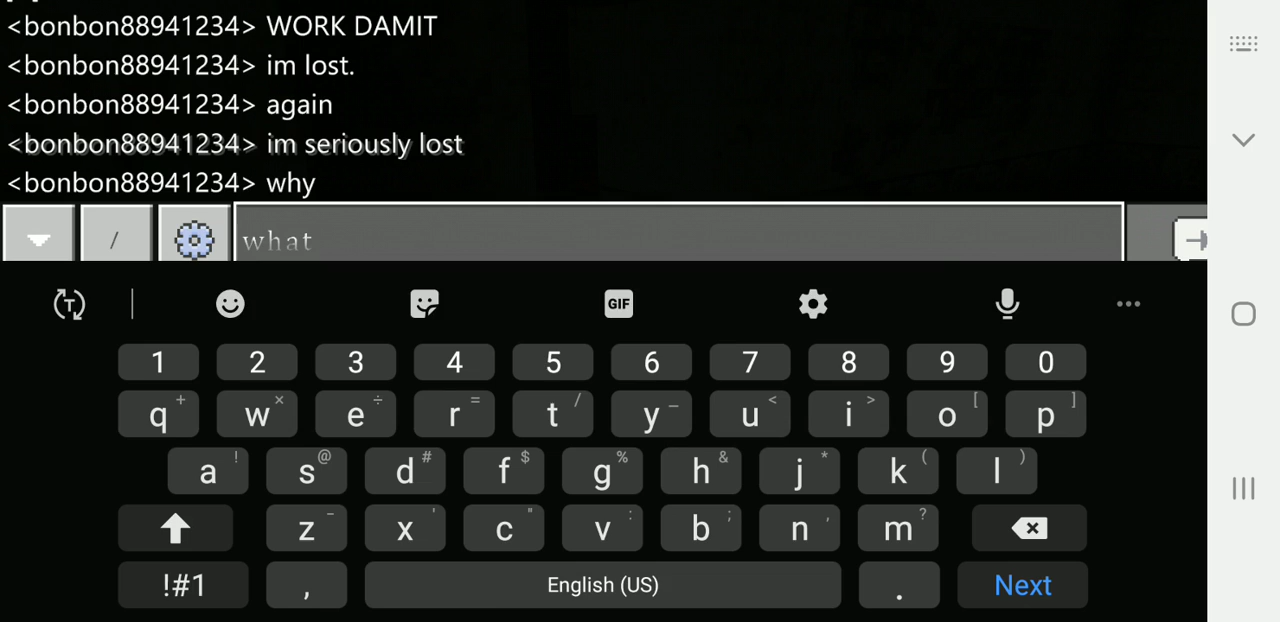 <bonbon88941234> WORK DAMIT
<bonbon88941234> im lost.
<bonbon88941234> again
<bonbon88941234> im seriously lost
<bonbon88941234> why
/ what
T GIF
1 2 3 4 5 6 7 8 9 0
q + w × e ÷ r = t / y _ u < i > o [ p ]
a ! s @ d # f $ g % h & j * k ( l )
z - x ' c " v : b ; n , m ?
!#1 , English (US) . Next